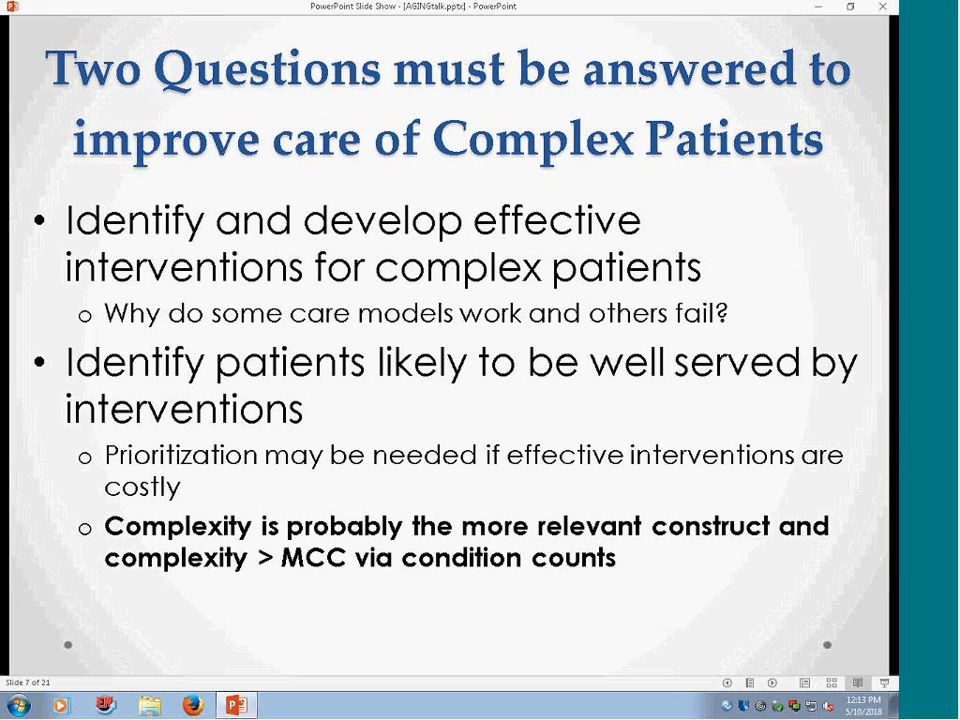 PowerPoint Slide Show - [AGINGtalk.pptx] - PowerPoint
Two Questions must be answered to
improve care of Complex Patients
• Identify and develop effective
interventions for complex patients
o Why do some care models work and others fail?
• Identify patients likely to be well served by
interventions
o Prioritization may be needed if effective interventions are
costly
o Complexity is probably the more relevant construct and
complexity > MCC via condition counts
Slide 7 of 21
12:13 PM
5/10/2018